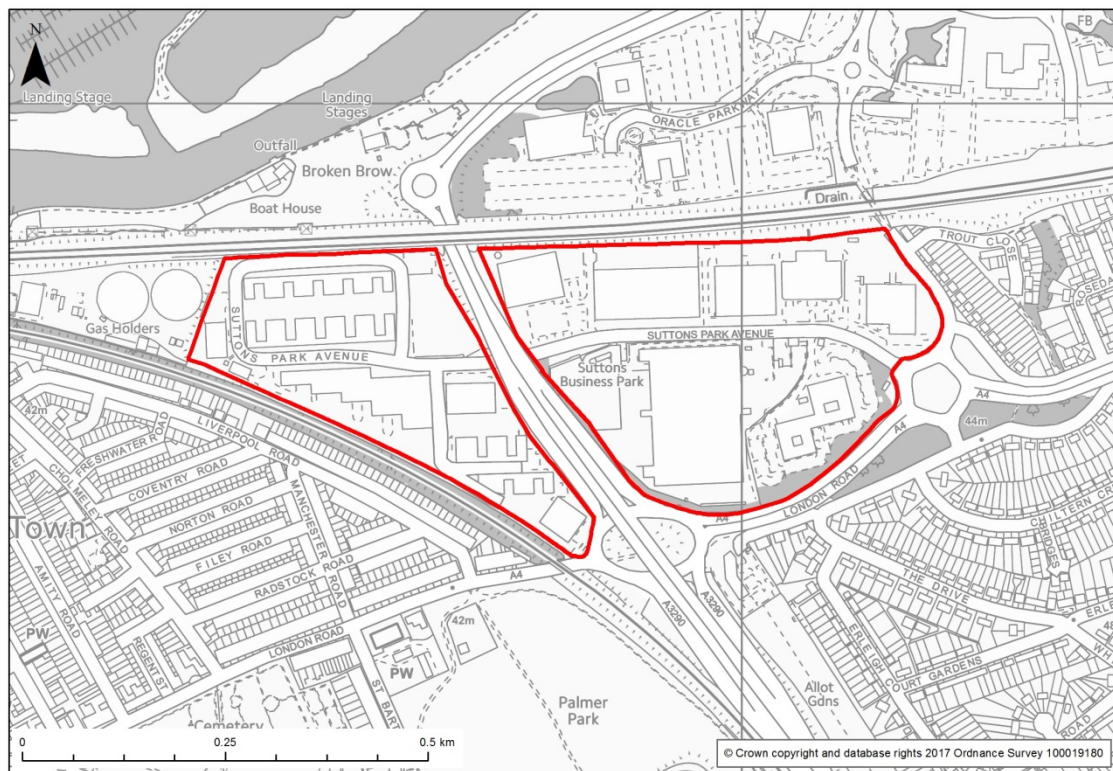 N
FB
Landing Stage
Landing
Stages
ORACLE PARKWAY
Outfall
Broken Brow
Boat House
Drain
TROUT CLOSE
Gas Holders
SUTTONS PARK AVENUE
SUTTONS PARK AVENUE
Suttons
Business Park
A4
44m
42m
FRESHWATER ROAD
LIVERPOOL ROAD
CHOLMELEY ROAD
COVENTRY ROAD
MANCHESTER ROAD
NORTON ROAD
Town
FILEY ROAD
RADSTOCK ROAD
AMITY ROAD
LONDON ROAD
A4
A4
LONDON ROAD
A4
CHILTERN
BRIDGES
THE DRIVE
A3290
A3290
PW
REGENT ST
42m
PW
ERLEIGH
COURT GARDENS
Allot
Gdns
Palmer
Park
Cemetery
0 0.25 0.5 km
© Crown copyright and database rights 2017 Ordnance Survey 100019180